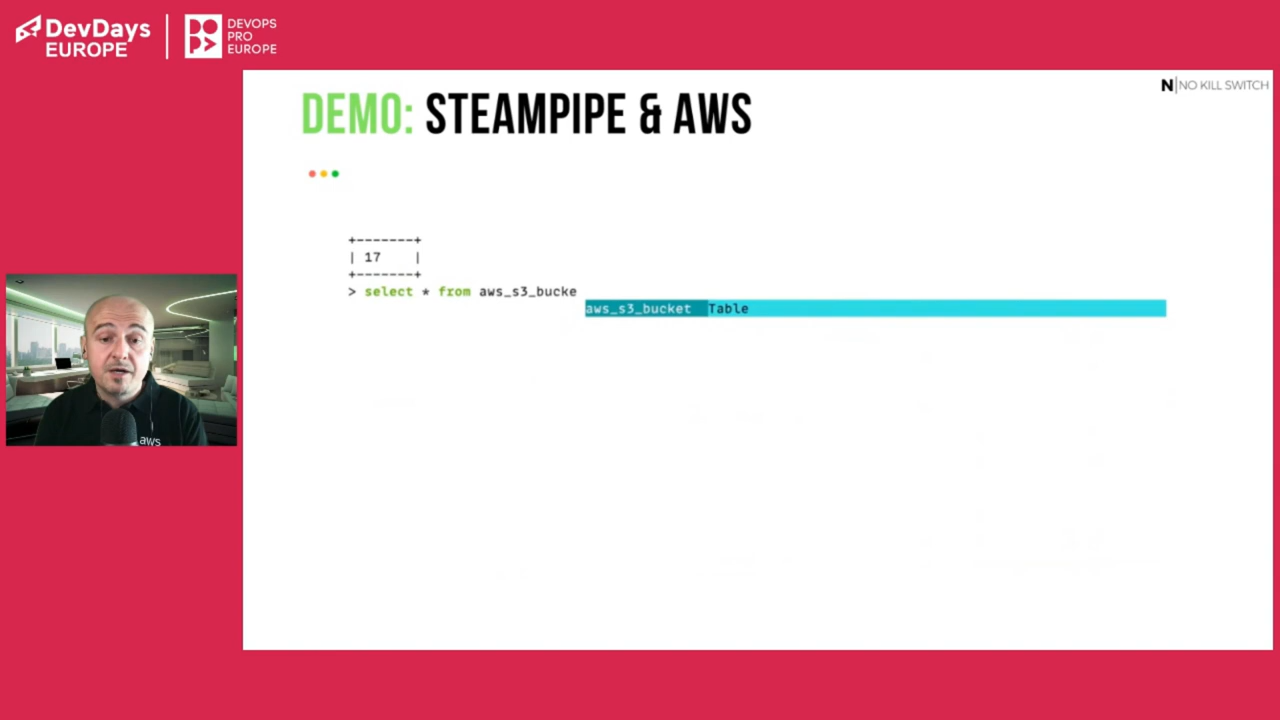 DevDays
EUROPE
DEVOPS
PRO
EUROPE
N|NO KILL SWITCH
DEMO: STEAMPIPE & AWS
+-------+
| 17    |
+-------+
> select * from aws_s3_bucke
aws_s3_bucket Table
aws